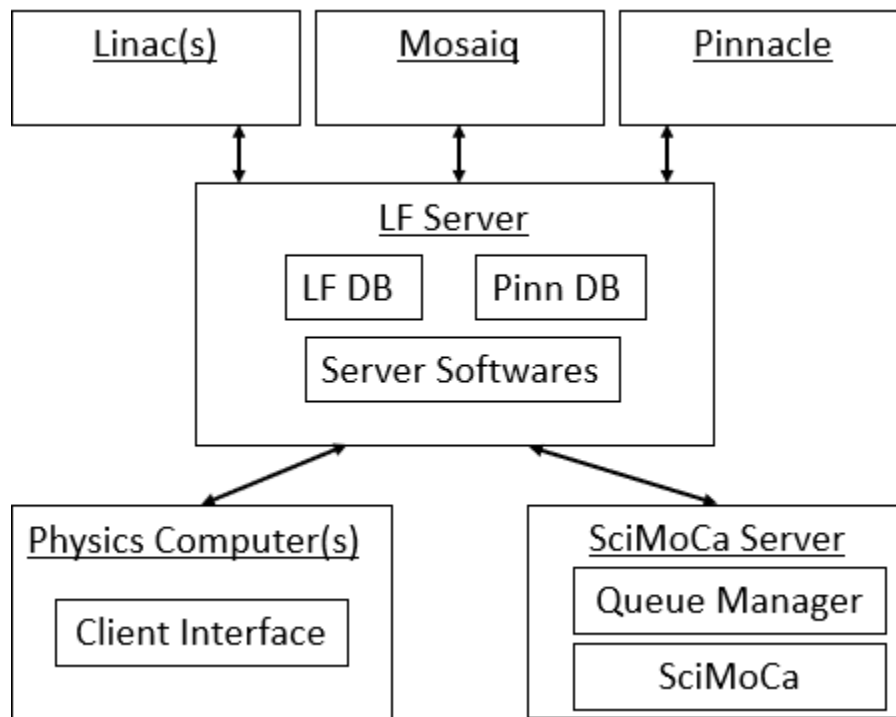 Linac(s)
Mosaiq
Pinnacle
LF Server
LF DB
Pinn DB
Server Softwares
Physics Computer(s)
Client Interface
SciMoCa Server
Queue Manager
SciMoCa